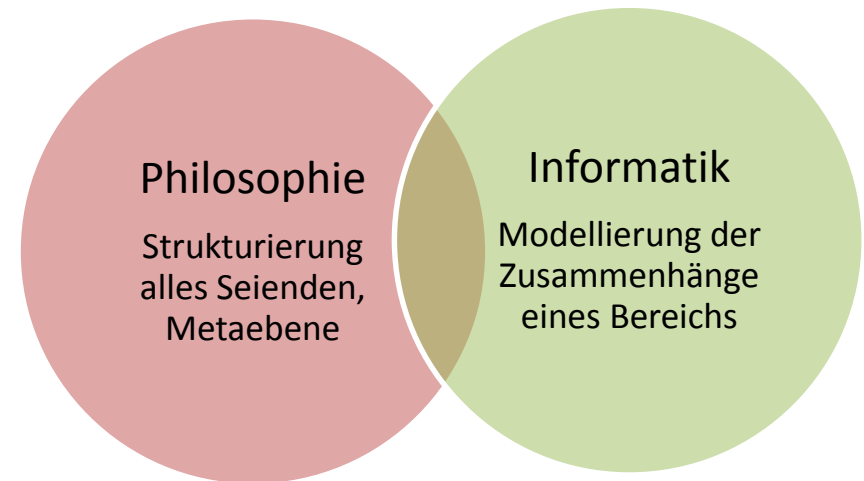 Philosophie
Strukturierung
alles Seienden,
Metaebene
Informatik
Modellierung der
Zusammenhänge
eines Bereichs